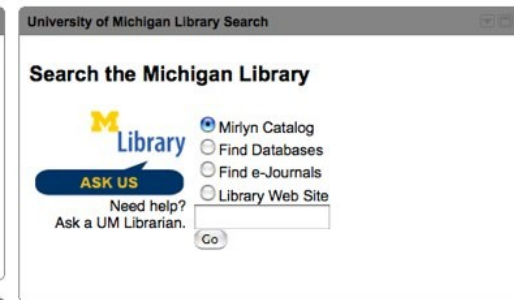 University of Michigan Library Search
Search the Michigan Library
M
Library
ASK US
Need help?
Ask a UM Librarian.
Mirlyn Catalog
Find Databases
Find e-Journals
Library Web Site
Go